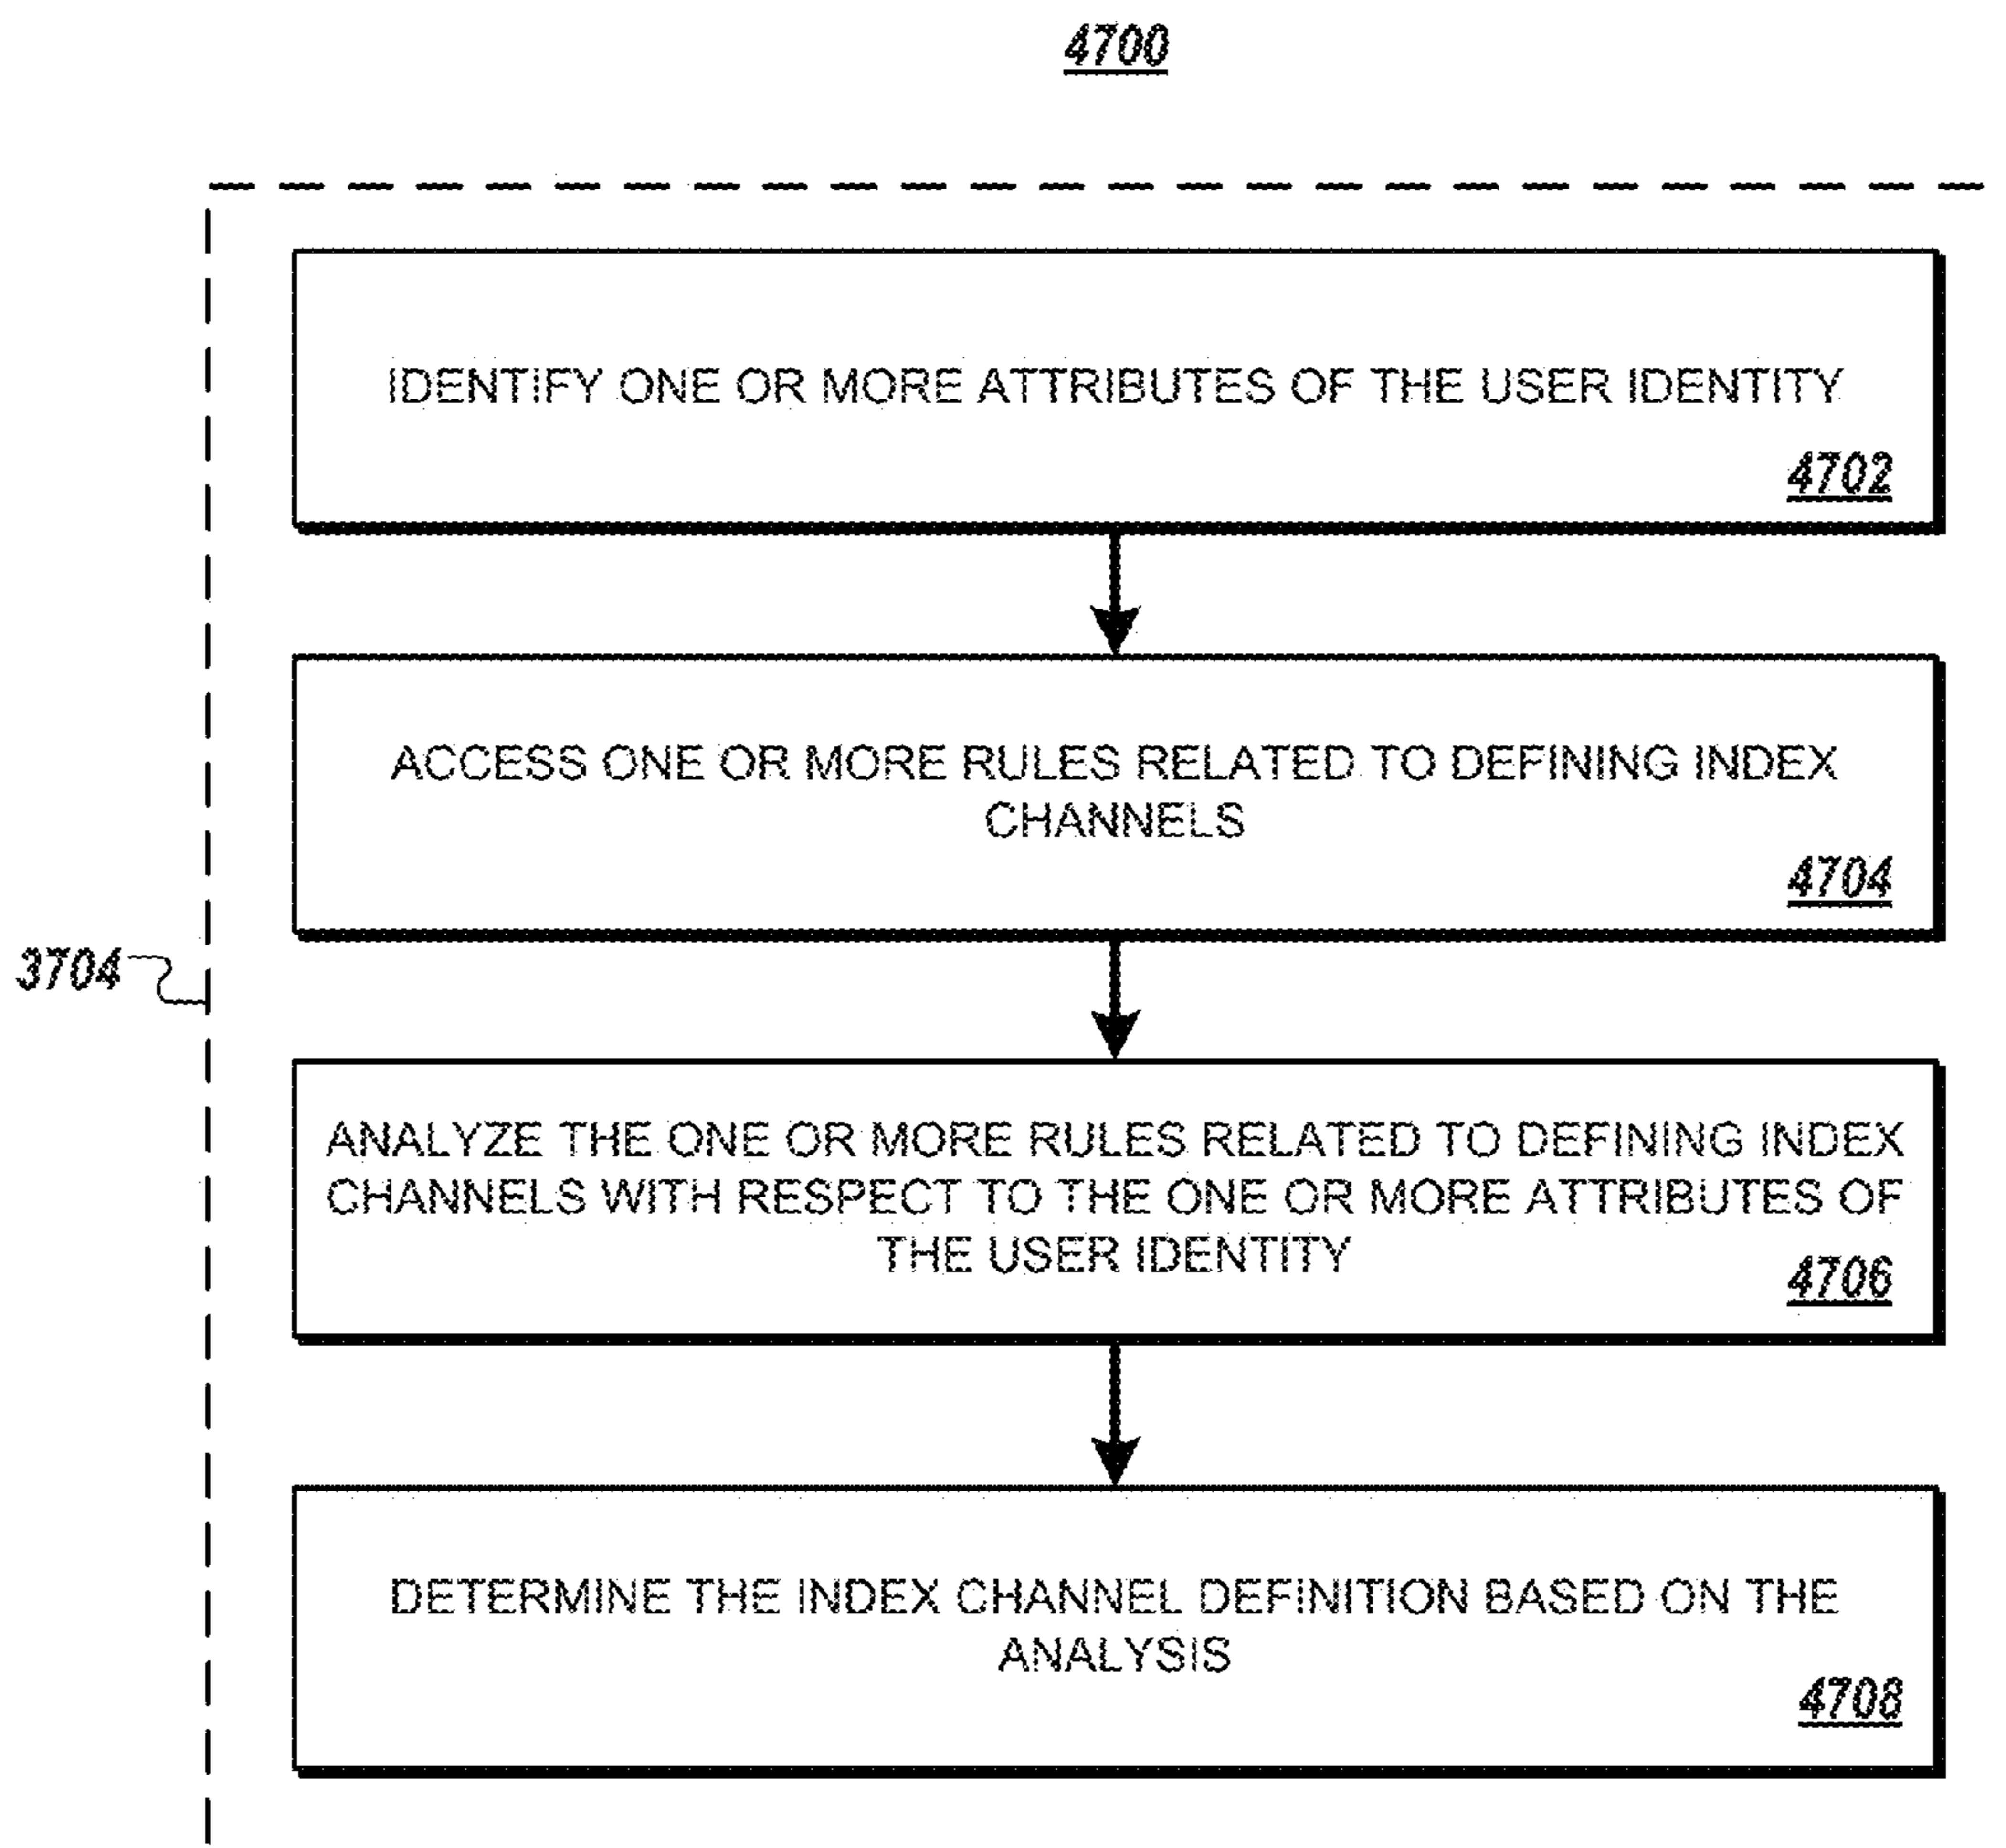 4700
IDENTIFY ONE OR MORE ATTRIBUTES OF THE USER IDENTITY
4702
ACCESS ONE OR MORE RULES RELATED TO DEFINING INDEX
CHANNELS
4704
3704
ANALYZE THE ONE OR MORE RULES RELATED TO DEFINING INDEX
CHANNELS WITH RESPECT TO THE ONE OR MORE ATTRIBUTES OF
THE USER IDENTITY
4706
DETERMINE THE INDEX CHANNEL DEFINITION BASED ON THE
ANALYSIS
4708